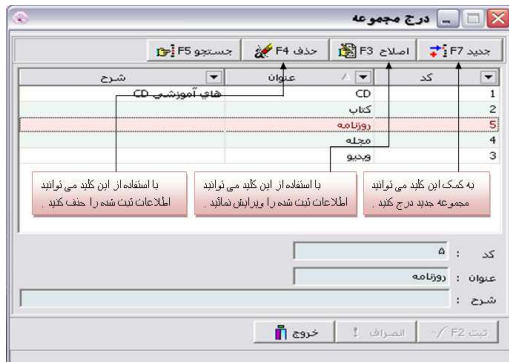 درج مجموعه
جدید F7 اصلاح F3 حذف F4 جستجو F5
کد عنوان شرح
1 CD CD های آموزشی
2 کتاب
5 روزنامه
4 مجله
3 ویدیو
به کمک این کلید می توانید
مجموعه جدید درج کنید .
با استفاده از این کلید می توانید
اطلاعات ثبت شده را ویرایش نمائید .
با استفاده از این کلید می توانید
اطلاعات ثبت شده را حذف کنید .
کد : ۵
عنوان : روزنامه
شرح :
ثبت F2 انصراف خروج